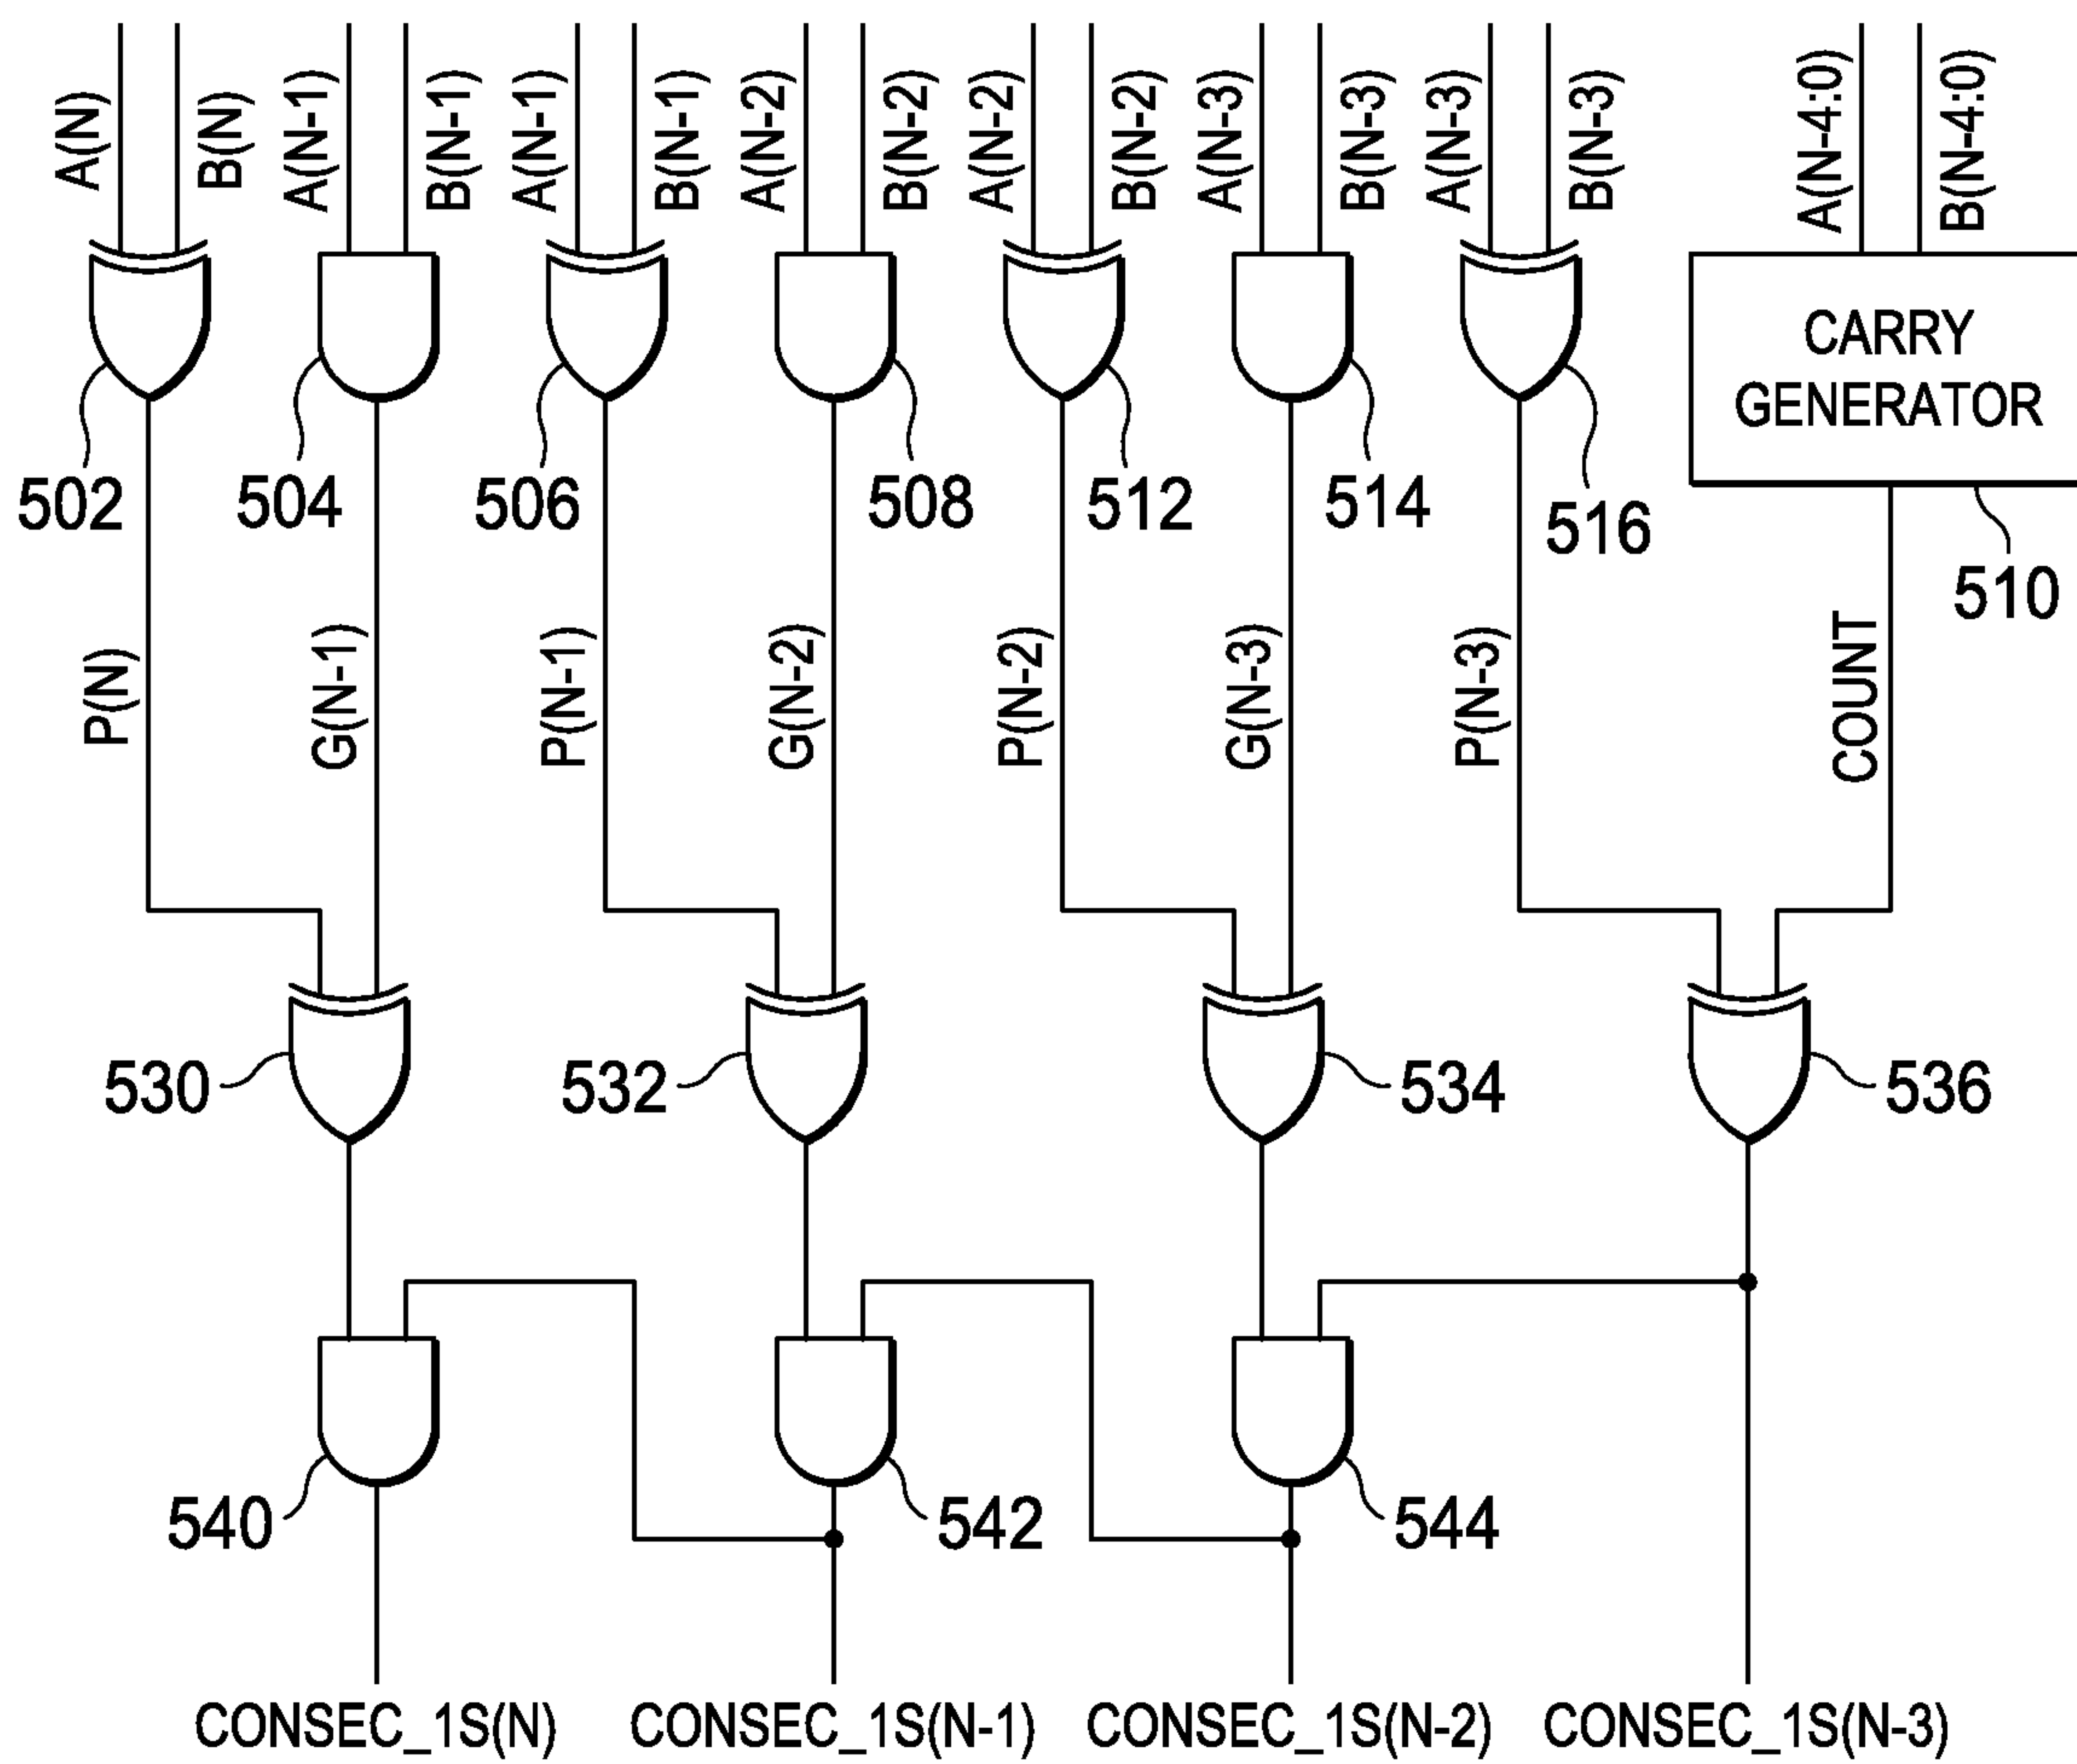 A(N)
B(N)
A(N-1)
B(N-1)
A(N-1)
B(N-1)
A(N-2)
B(N-2)
A(N-2)
B(N-2)
A(N-3)
B(N-3)
A(N-3)
B(N-3)
A(N-4:0)
B(N-4:0)
CARRY
GENERATOR
502
504
506
508
512
514
516
510
P(N)
G(N-1)
P(N-1)
G(N-2)
P(N-2)
G(N-3)
P(N-3)
COUNT
530
532
534
536
540
542
544
CONSEC_1S(N)
CONSEC_1S(N-1)
CONSEC_1S(N-2)
CONSEC_1S(N-3)